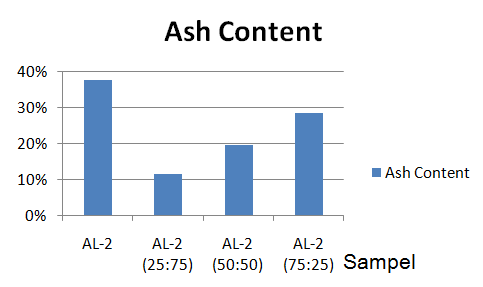 Ash Content
40%
30%
20%
10%
0%
AL-2
AL-2
(25:75)
AL-2
(50:50)
AL-2
(75:25)
Sampel
Ash Content